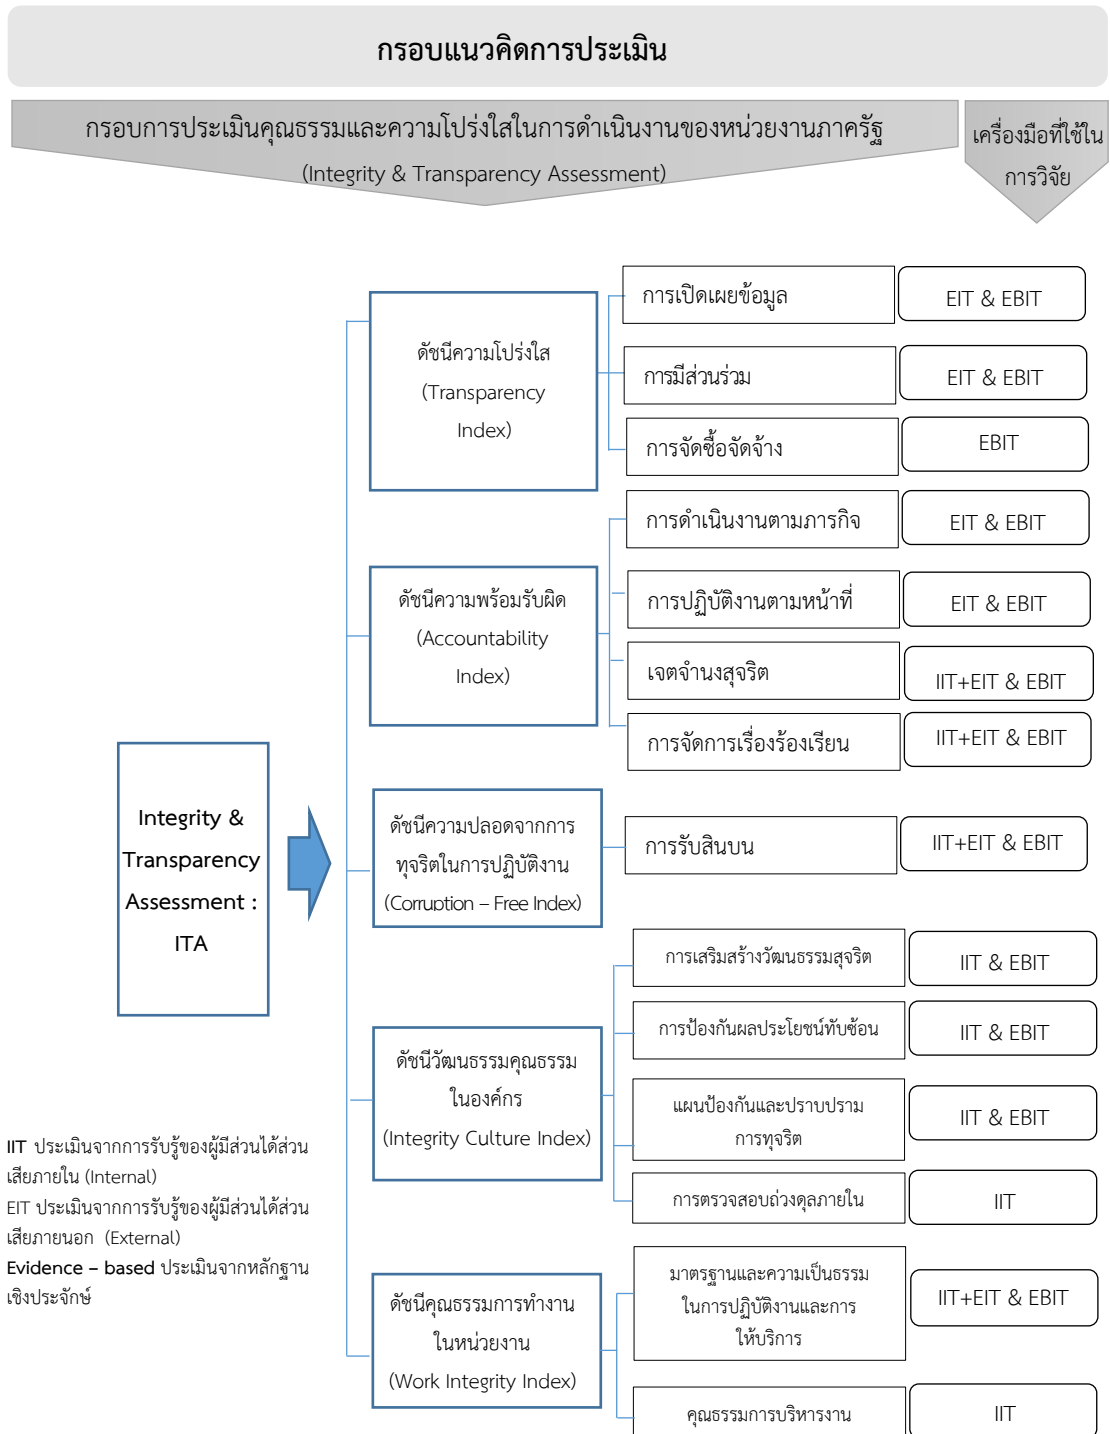 กรอบแนวคิดการประเมิน
กรอบการประเมินคุณธรรมและความโปร่งใสในการดำเนินงานของหน่วยงานภาครัฐ
(Integrity & Transparency Assessment)
เครื่องมือที่ใช้ใน
การวิจัย
Integrity &
Transparency
Assessment :
ITA
ดัชนีความโปร่งใส
(Transparency
Index)
การเปิดเผยข้อมูล
EIT & EBIT
การมีส่วนร่วม
EIT & EBIT
การจัดซื้อจัดจ้าง
EBIT
ดัชนีความพร้อมรับผิด
(Accountability
Index)
การดำเนินงานตามภารกิจ
EIT & EBIT
การปฏิบัติงานตามหน้าที่
EIT & EBIT
เจตจำนงสุจริต
IIT+EIT & EBIT
การจัดการเรื่องร้องเรียน
IIT+EIT & EBIT
ดัชนีความปลอดจากการ
ทุจริตในการปฏิบัติงาน
(Corruption – Free Index)
การรับสินบน
IIT+EIT & EBIT
ดัชนีวัฒนธรรมคุณธรรม
ในองค์กร
(Integrity Culture Index)
การเสริมสร้างวัฒนธรรมสุจริต
IIT & EBIT
การป้องกันผลประโยชน์ทับซ้อน
IIT & EBIT
แผนป้องกันและปราบปราม
การทุจริต
IIT & EBIT
การตรวจสอบถ่วงดุลภายใน
IIT
ดัชนีคุณธรรมการทำงาน
ในหน่วยงาน
(Work Integrity Index)
มาตรฐานและความเป็นธรรม
ในการปฏิบัติงานและการ
ให้บริการ
IIT+EIT & EBIT
คุณธรรมการบริหารงาน
IIT
IIT ประเมินจากการรับรู้ของผู้มีส่วนได้ส่วน
เสียภายใน (Internal)
EIT ประเมินจากการรับรู้ของผู้มีส่วนได้ส่วน
เสียภายนอก (External)
Evidence – based ประเมินจากหลักฐาน
เชิงประจักษ์